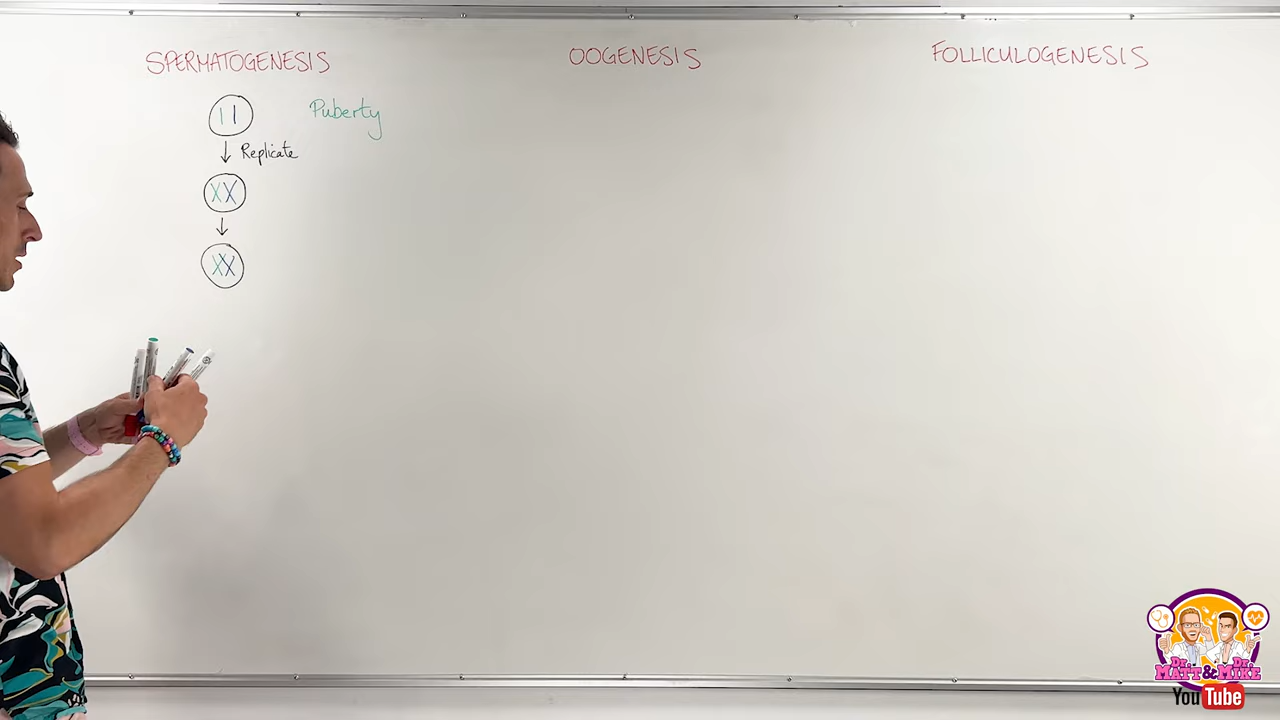 SPERMATOGENESIS
OOGENESIS
FOLLICULOGENESIS
Puberty
Replicate
Dr. MATT & Dr. MIKE
YouTube